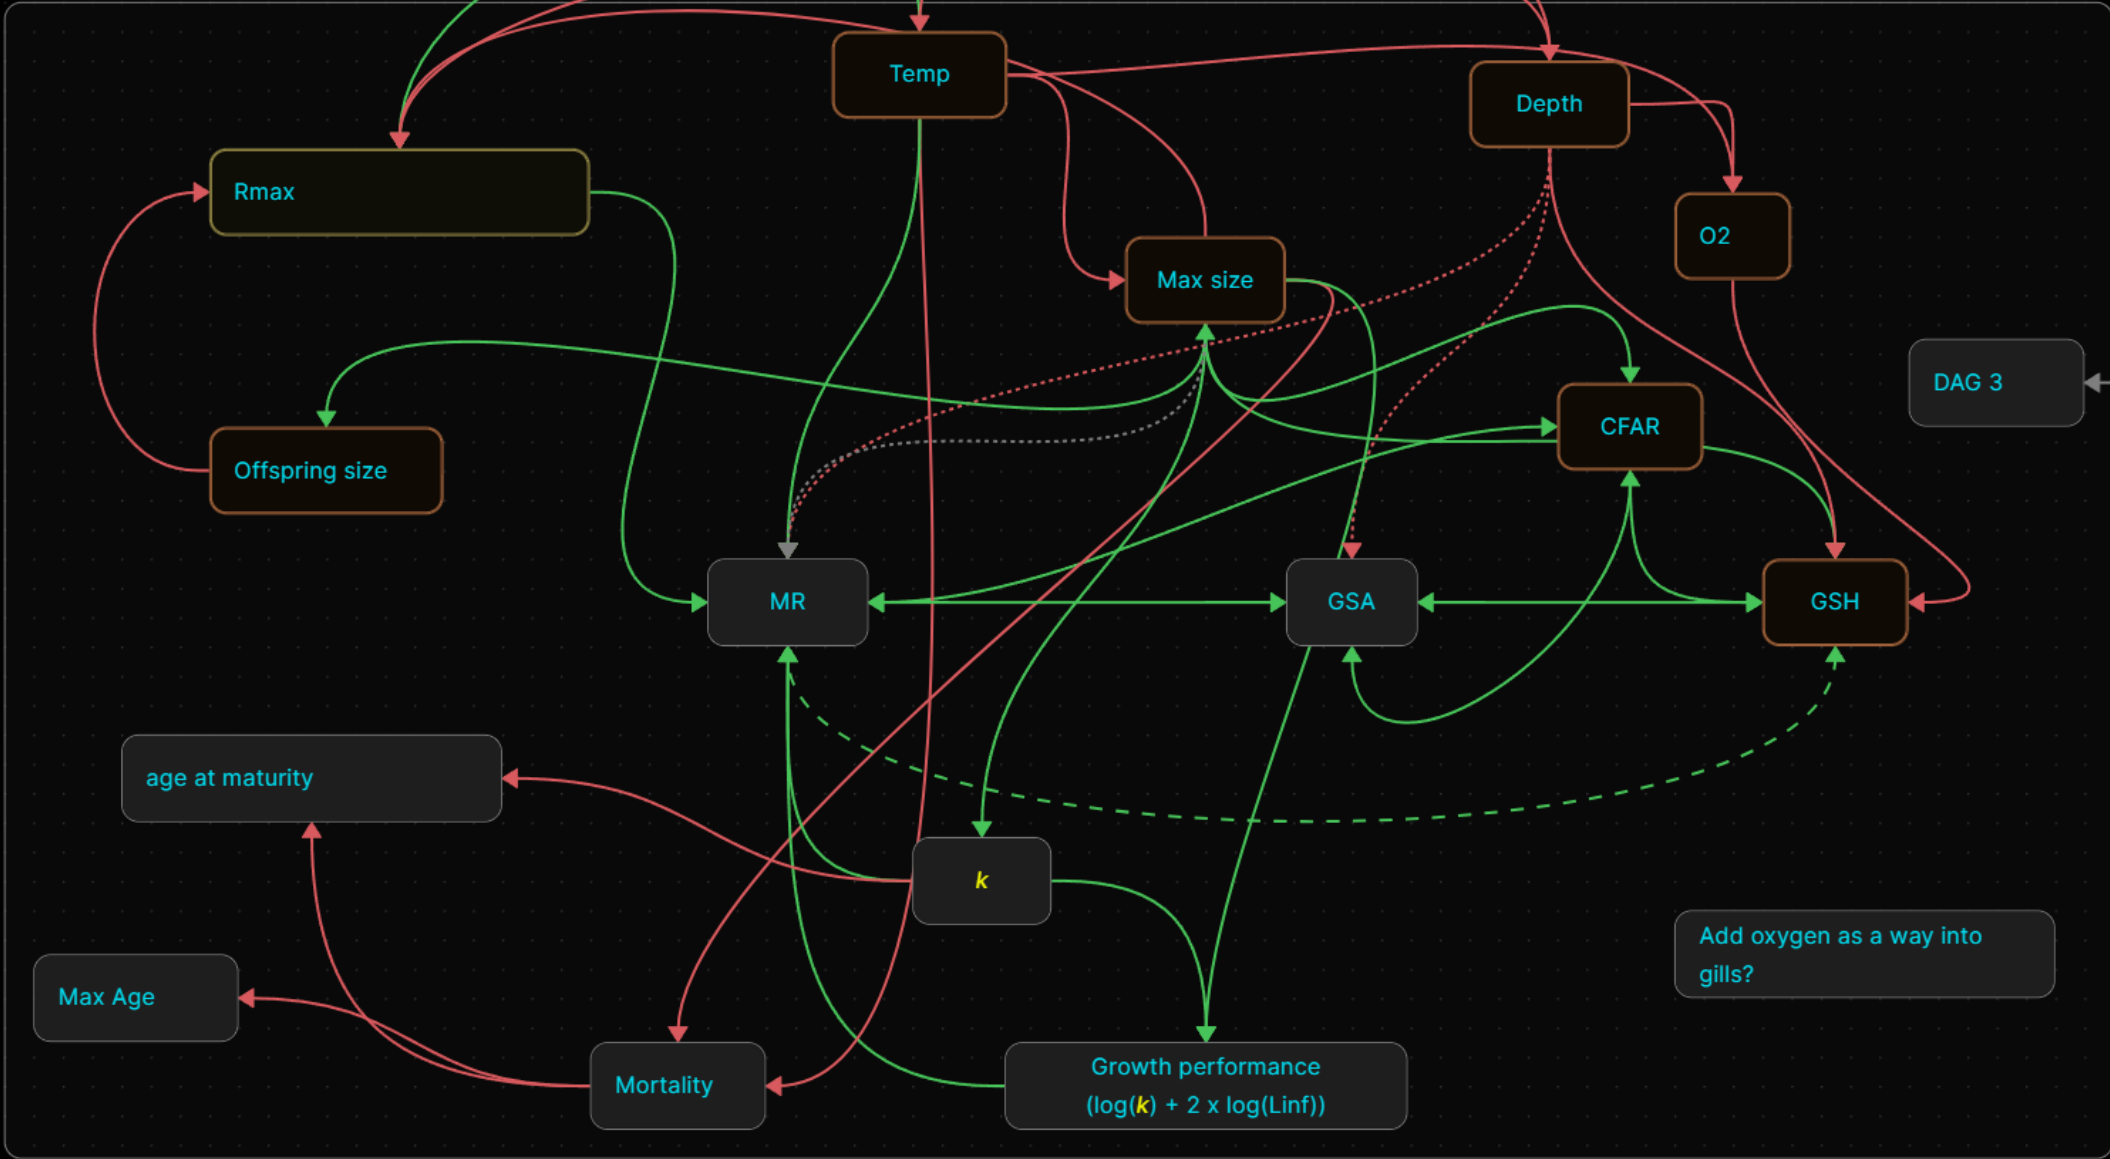 Temp
Depth
Rmax
O2
Max size
DAG 3
CFAR
Offspring size
MR
GSA
GSH
age at maturity
k
Add oxygen as a way into
gills?
Max Age
Mortality
Growth performance
(log(k) + 2 x log(Linf))